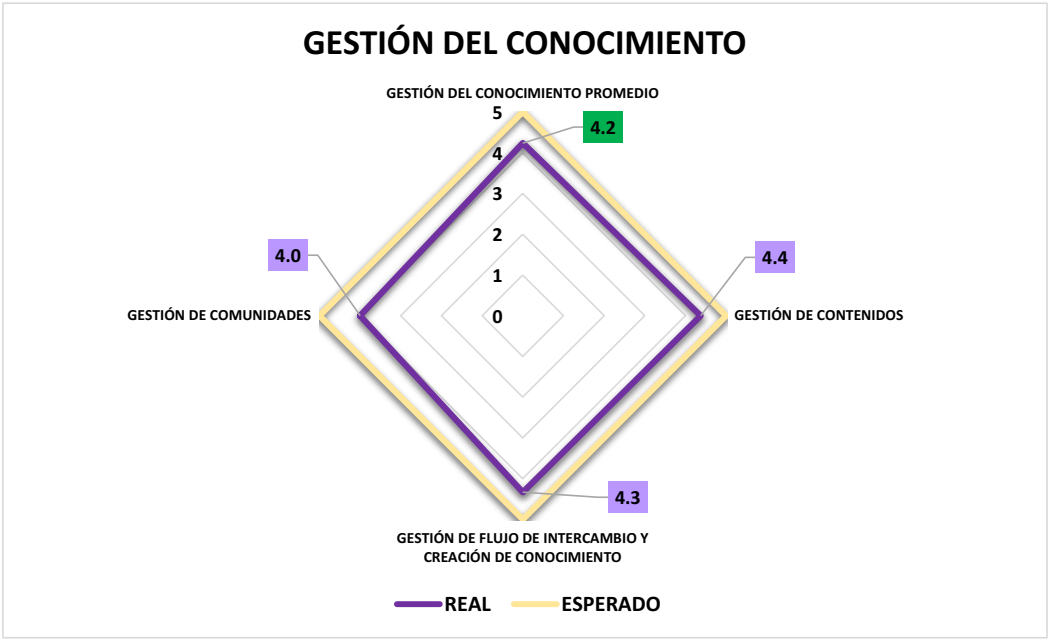 GESTIÓN DEL CONOCIMIENTO
GESTIÓN DEL CONOCIMIENTO PROMEDIO
5
4.2
4
3
2
4.0
4.4
1
GESTIÓN DE COMUNIDADES
0
GESTIÓN DE CONTENIDOS
4.3
GESTIÓN DE FLUJO DE INTERCAMBIO Y
CREACIÓN DE CONOCIMIENTO
REAL
ESPERADO